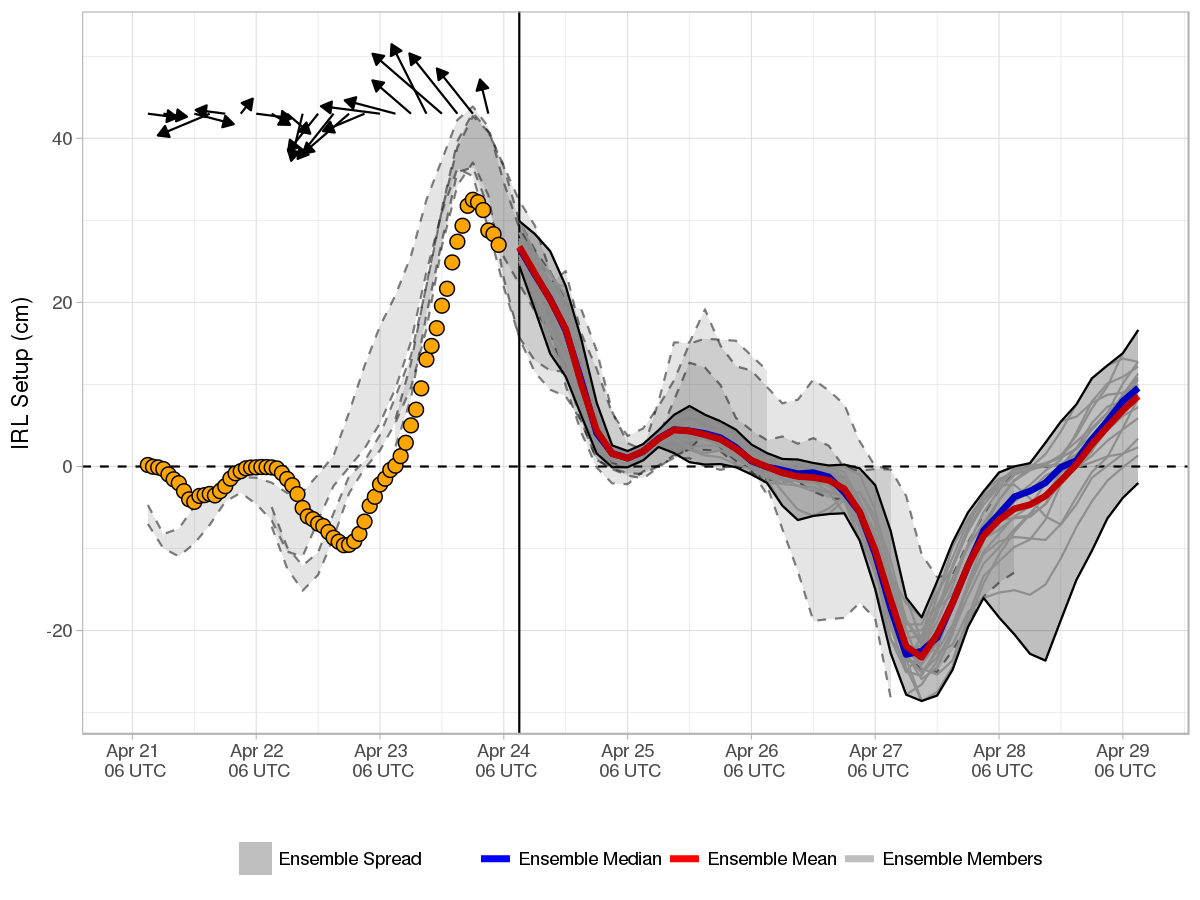 IRL Setup (cm)
40
20
0
-20
Apr 21 Apr 22 Apr 23 Apr 24 Apr 25 Apr 26 Apr 27 Apr 28 Apr 29
06 UTC 06 UTC 06 UTC 06 UTC 06 UTC 06 UTC 06 UTC 06 UTC 06 UTC
Ensemble Spread Ensemble Median Ensemble Mean Ensemble Members